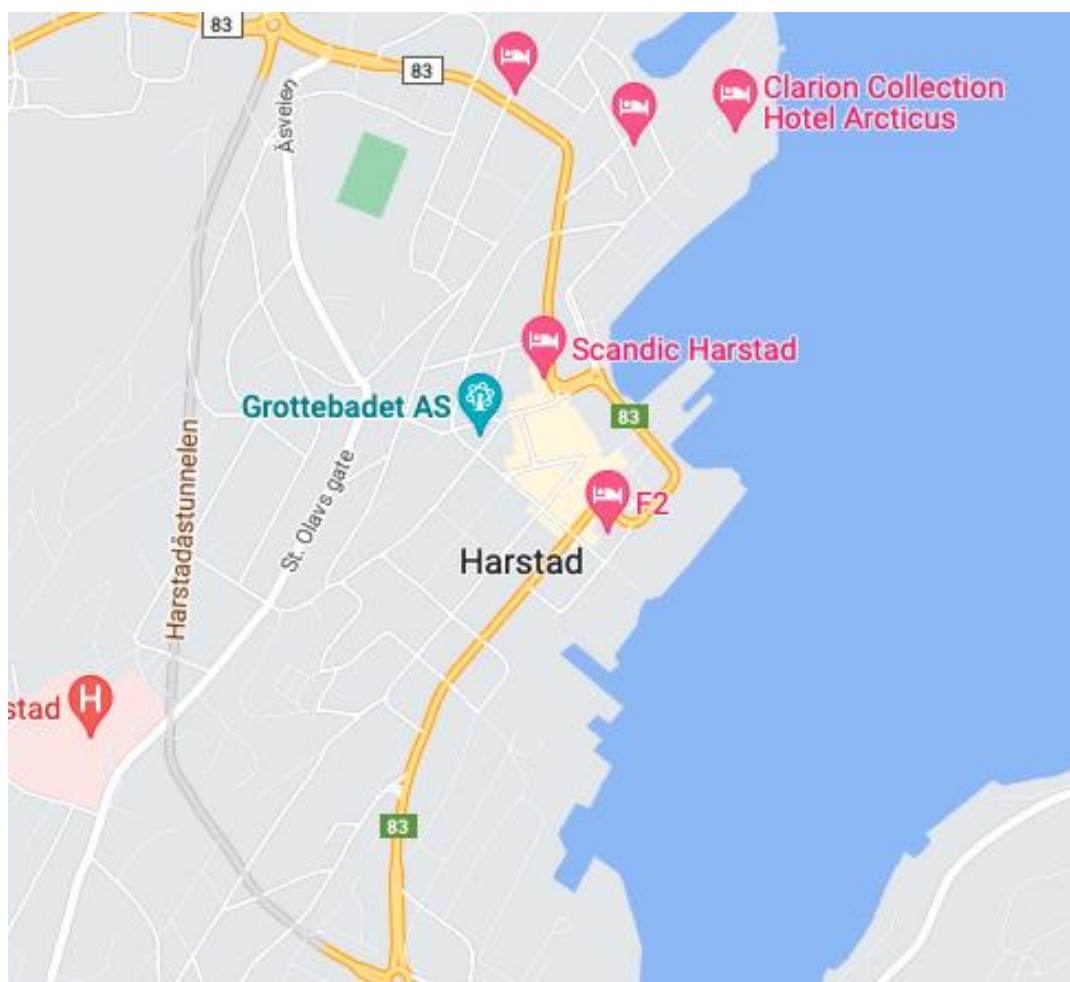 83
83
Åsveien
Clarion Collection
Hotel Arcticus
Scandic Harstad
Grottebadet AS
83
Harstadåstunnelen
St. Olavs gate
F2
Harstad
stad
H
83